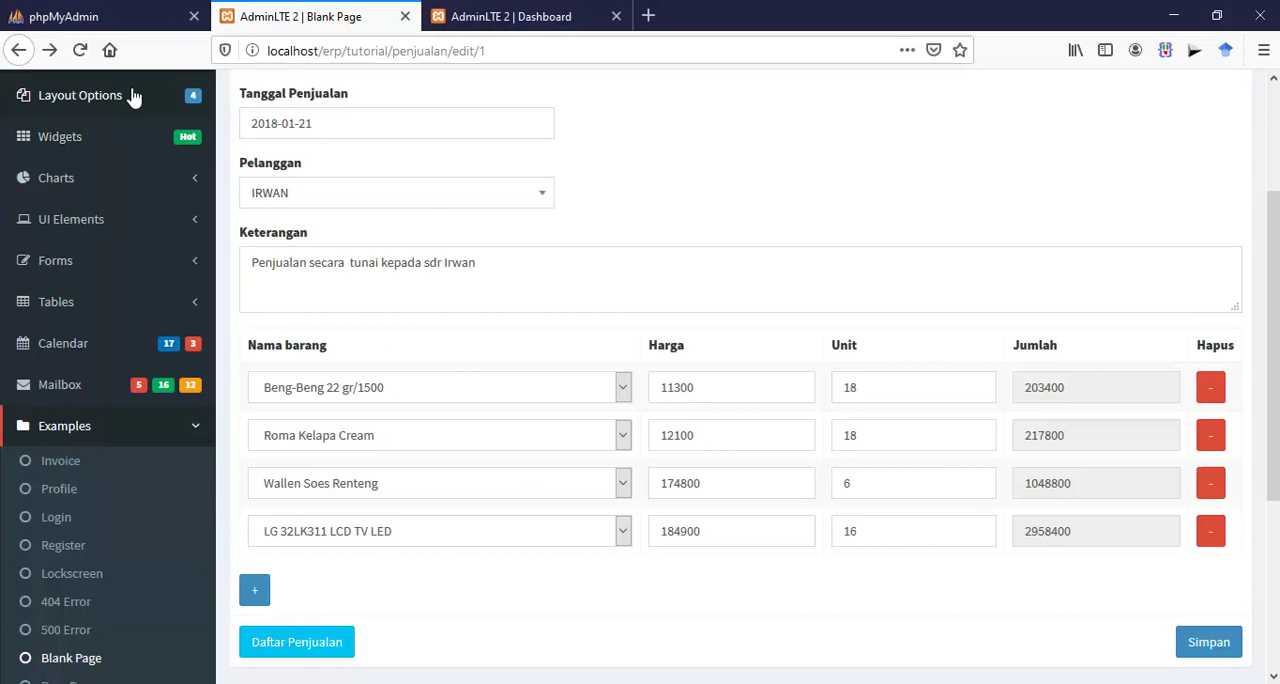 phpMyAdmin
AdminLTE 2 | Blank Page
AdminLTE 2 | Dashboard
localhost/erp/tutorial/penjualan/edit/1
Layout Options 4
Widgets Hot
Charts
UI Elements
Forms
Tables
Calendar 17 3
Mailbox 5 16 12
Examples
Invoice
Profile
Login
Register
Lockscreen
404 Error
500 Error
Blank Page
Tanggal Penjualan
2018-01-21
Pelanggan
IRWAN
Keterangan
Penjualan secara tunai kepada sdr Irwan
Nama barang Harga Unit Jumlah Hapus
Beng-Beng 22 gr/1500 11300 18 203400 -
Roma Kelapa Cream 12100 18 217800 -
Wallen Soes Renteng 174800 6 1048800 -
LG 32LK311 LCD TV LED 184900 16 2958400 -
+
Daftar Penjualan Simpan